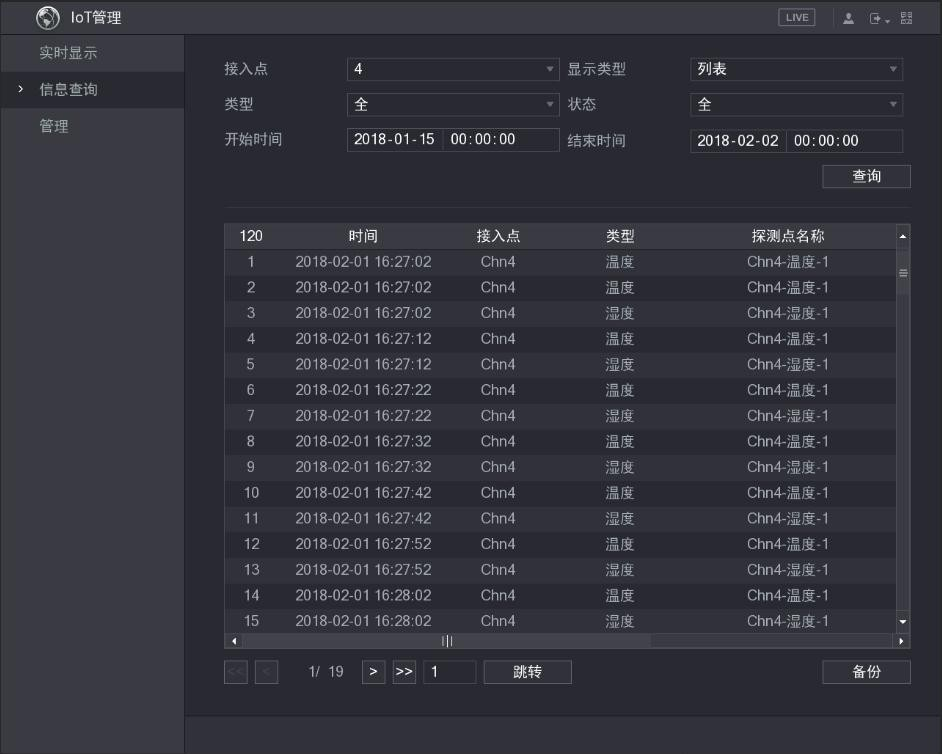 IoT管理
LIVE
实时显示
信息查询
管理
接入点 4 显示类型 列表
类型 全 状态 全
开始时间 2018-01-15 00:00:00 结束时间 2018-02-02 00:00:00
查询
120 时间 接入点 类型 探测点名称
1 2018-02-01 16:27:02 Chn4 温度 Chn4-温度-1
2 2018-02-01 16:27:02 Chn4 温度 Chn4-温度-1
3 2018-02-01 16:27:02 Chn4 湿度 Chn4-湿度-1
4 2018-02-01 16:27:12 Chn4 温度 Chn4-温度-1
5 2018-02-01 16:27:12 Chn4 湿度 Chn4-湿度-1
6 2018-02-01 16:27:22 Chn4 温度 Chn4-温度-1
7 2018-02-01 16:27:22 Chn4 湿度 Chn4-湿度-1
8 2018-02-01 16:27:32 Chn4 温度 Chn4-温度-1
9 2018-02-01 16:27:32 Chn4 湿度 Chn4-湿度-1
10 2018-02-01 16:27:42 Chn4 温度 Chn4-温度-1
11 2018-02-01 16:27:42 Chn4 湿度 Chn4-湿度-1
12 2018-02-01 16:27:52 Chn4 温度 Chn4-温度-1
13 2018-02-01 16:27:52 Chn4 湿度 Chn4-湿度-1
14 2018-02-01 16:28:02 Chn4 温度 Chn4-温度-1
15 2018-02-01 16:28:02 Chn4 湿度 Chn4-湿度-1
<< < 1/ 19 > >> 1 跳转 备份